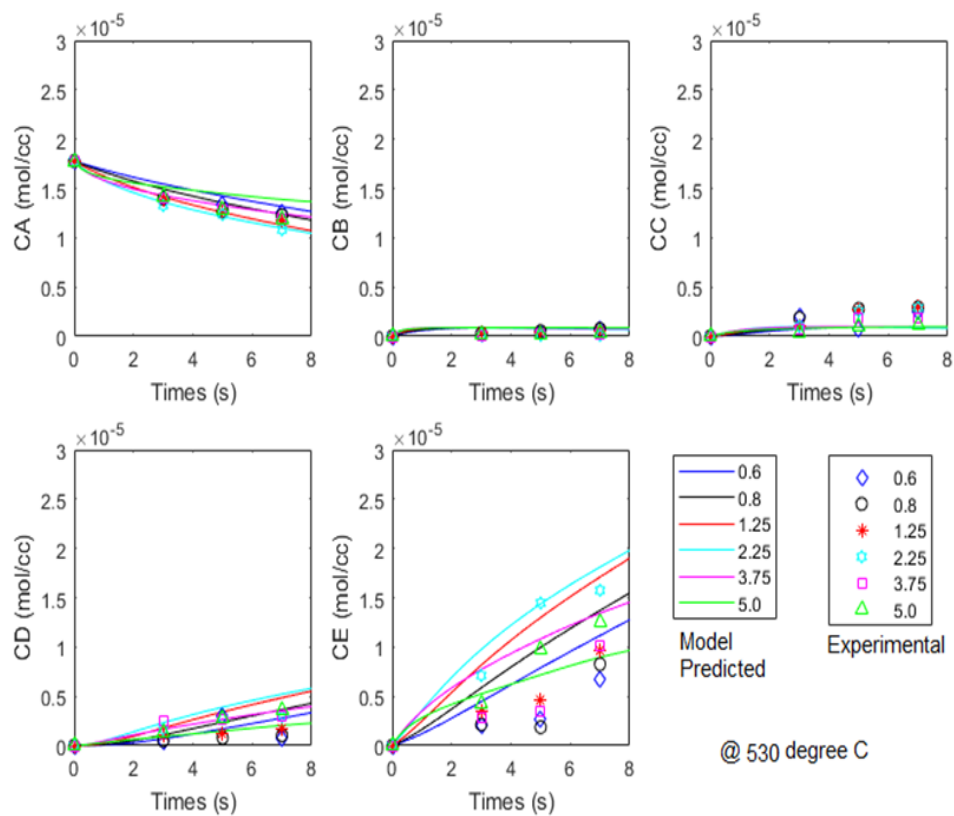 ×10⁻⁵
3
2.5
2
1.5
1
0.5
0
CA (mol/cc)
0 2 4 6 8
Times (s)
×10⁻⁵
3
2.5
2
1.5
1
0.5
0
CB (mol/cc)
0 2 4 6 8
Times (s)
×10⁻⁵
3
2.5
2
1.5
1
0.5
0
CC (mol/cc)
0 2 4 6 8
Times (s)
×10⁻⁵
3
2.5
2
1.5
1
0.5
0
CD (mol/cc)
0 2 4 6 8
Times (s)
×10⁻⁵
3
2.5
2
1.5
1
0.5
0
CE (mol/cc)
0 2 4 6 8
Times (s)
0.6
0.8
1.25
2.25
3.75
5.0
Model
Predicted
0.6
0.8
1.25
2.25
3.75
5.0
Experimental
@ 530 degree C